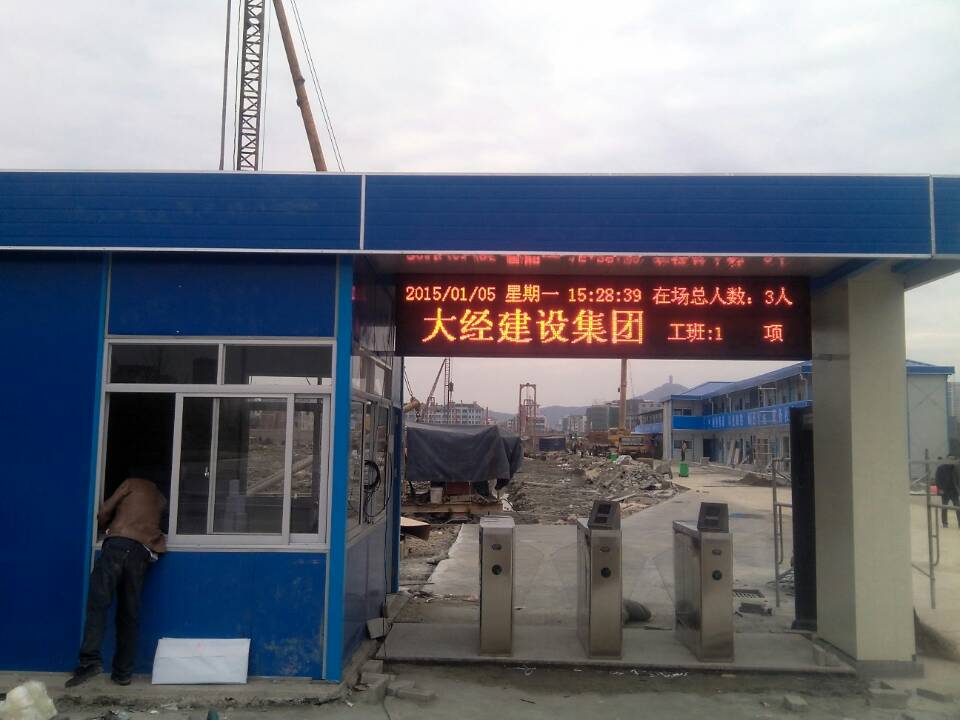 2015/01/05 星期一 15:28:39 在场总人数: 3人
大经建设集团 工班:1 项